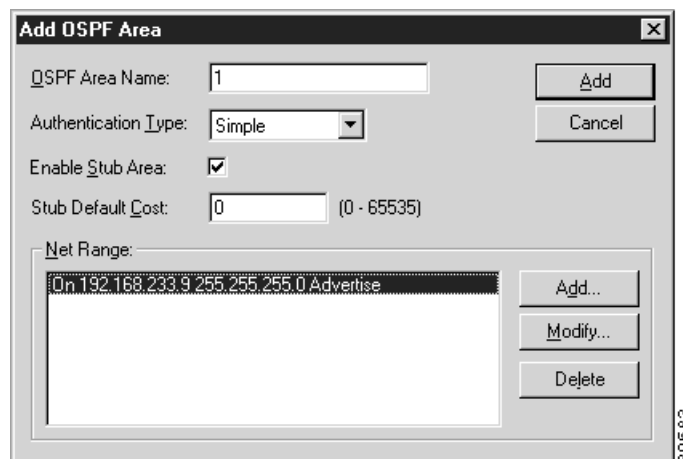 Add OSPF Area
OSPF Area Name: 1
Add
Authentication Type: Simple
Cancel
Enable Stub Area:
Stub Default Cost: 0 (0 - 65535)
Net Range:
On 192.168.233.9 255.255.255.0 Advertise
Add...
Modify...
Delete